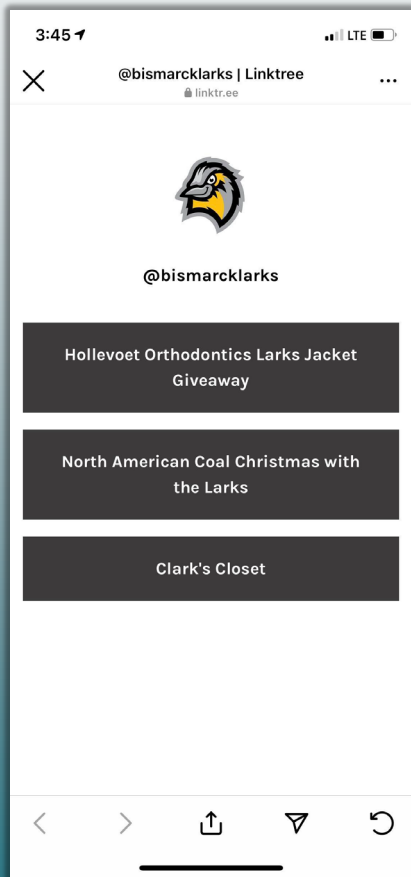 3:45
LTE
@bismarcklarks | Linktree
linktr.ee
@bismarcklarks
Hollevoet Orthodontics Larks Jacket
Giveaway
North American Coal Christmas with
the Larks
Clark's Closet